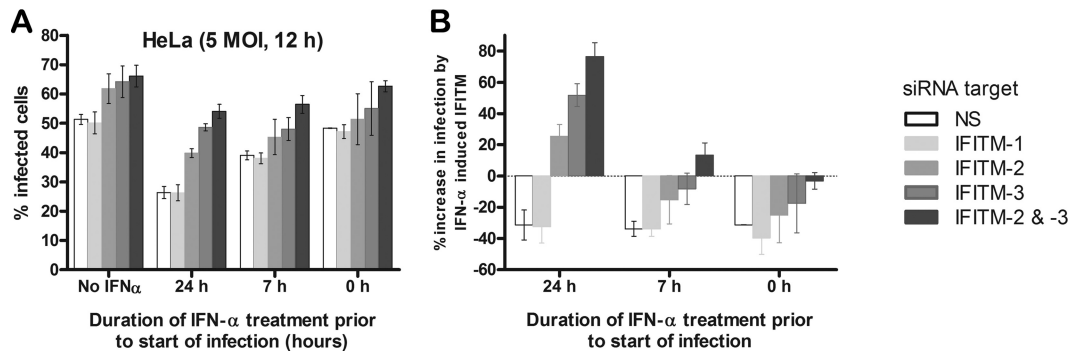 A
HeLa (5 MOI, 12 h)
% infected cells
80
70
60
50
40
30
20
10
0
No IFNα
24 h
7 h
0 h
Duration of IFN-α treatment prior
to start of infection (hours)
B
% increase in infection by
IFN-α induced IFITM
80
60
40
20
0
-20
-40
-60
24 h
7 h
0 h
Duration of IFN-α treatment prior
to start of infection
siRNA target
NS
IFITM-1
IFITM-2
IFITM-3
IFITM-2 & -3